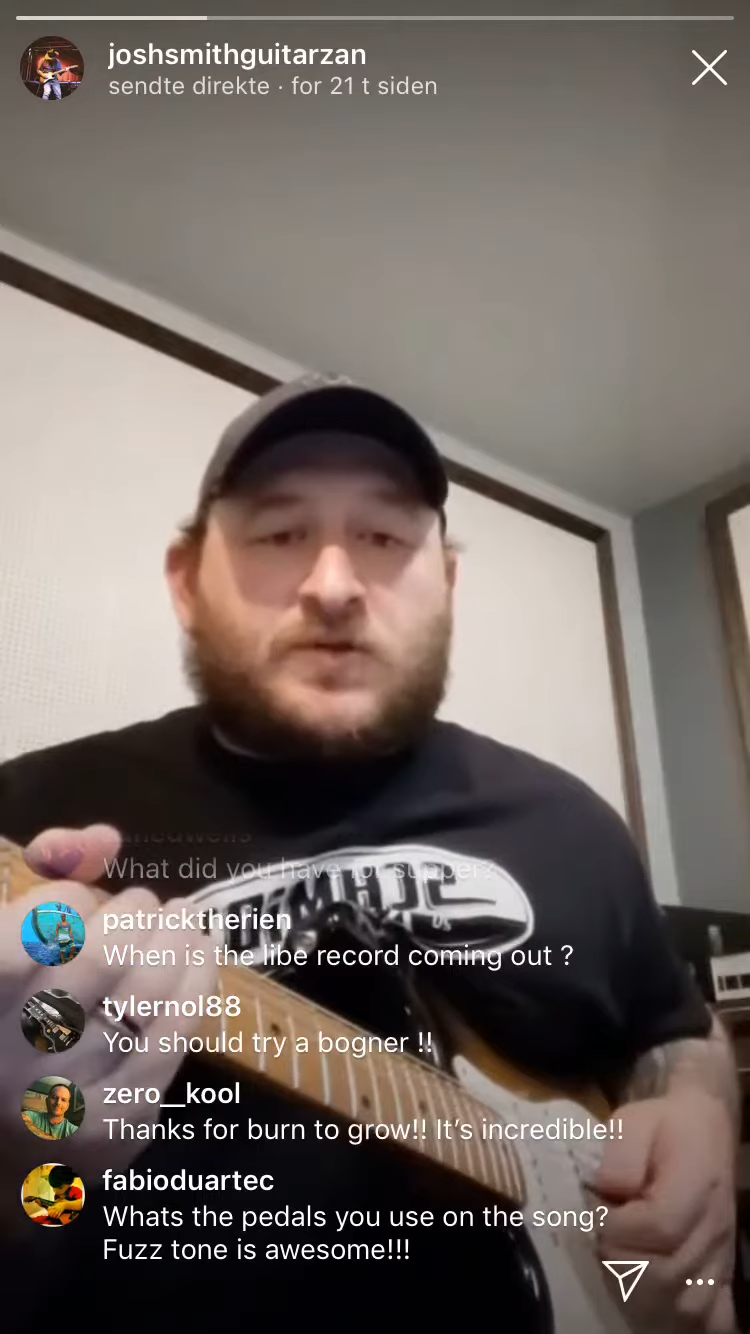 joshsmithguitarzan
sendte direkte · for 21 t siden
What did you have for supper?
patricktherien
When is the libe record coming out ?
tylernol88
You should try a bogner !!
zero__kool
Thanks for burn to grow!! It's incredible!!
fabioduartec
Whats the pedals you use on the song?
Fuzz tone is awesome!!!